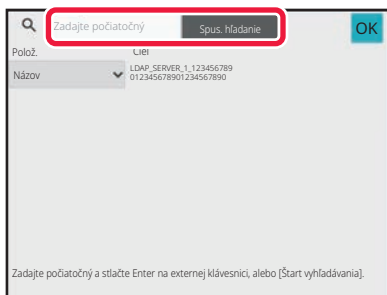 Zadajte počiatočný Spus. hľadanie OK
Polož. Cieľ
Názov LDAP_SERVER_1_123456789
012345678901234567890
Zadajte počiatočný a stlačte Enter na externej klávesnici, alebo [Štart vyhľadávania].